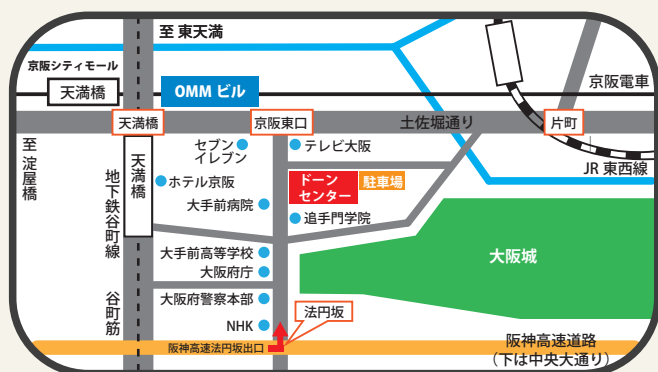 至 東天満
京阪シティモール
天満橋
OMM ビル
京阪電車
天満橋
京阪東口
土佐堀通り
片町
至 淀屋橋
地下鉄谷町線
天満橋
セブン
イレブン
テレビ大阪
JR 東西線
ホテル京阪
ドーン
センター
駐車場
大手前病院
追手門学院
大手前高等学校
大阪府庁
大阪城
谷町筋
大阪府警察本部
法円坂
NHK
阪神高速法円坂出口
阪神高速道路
(下は中央大通り)